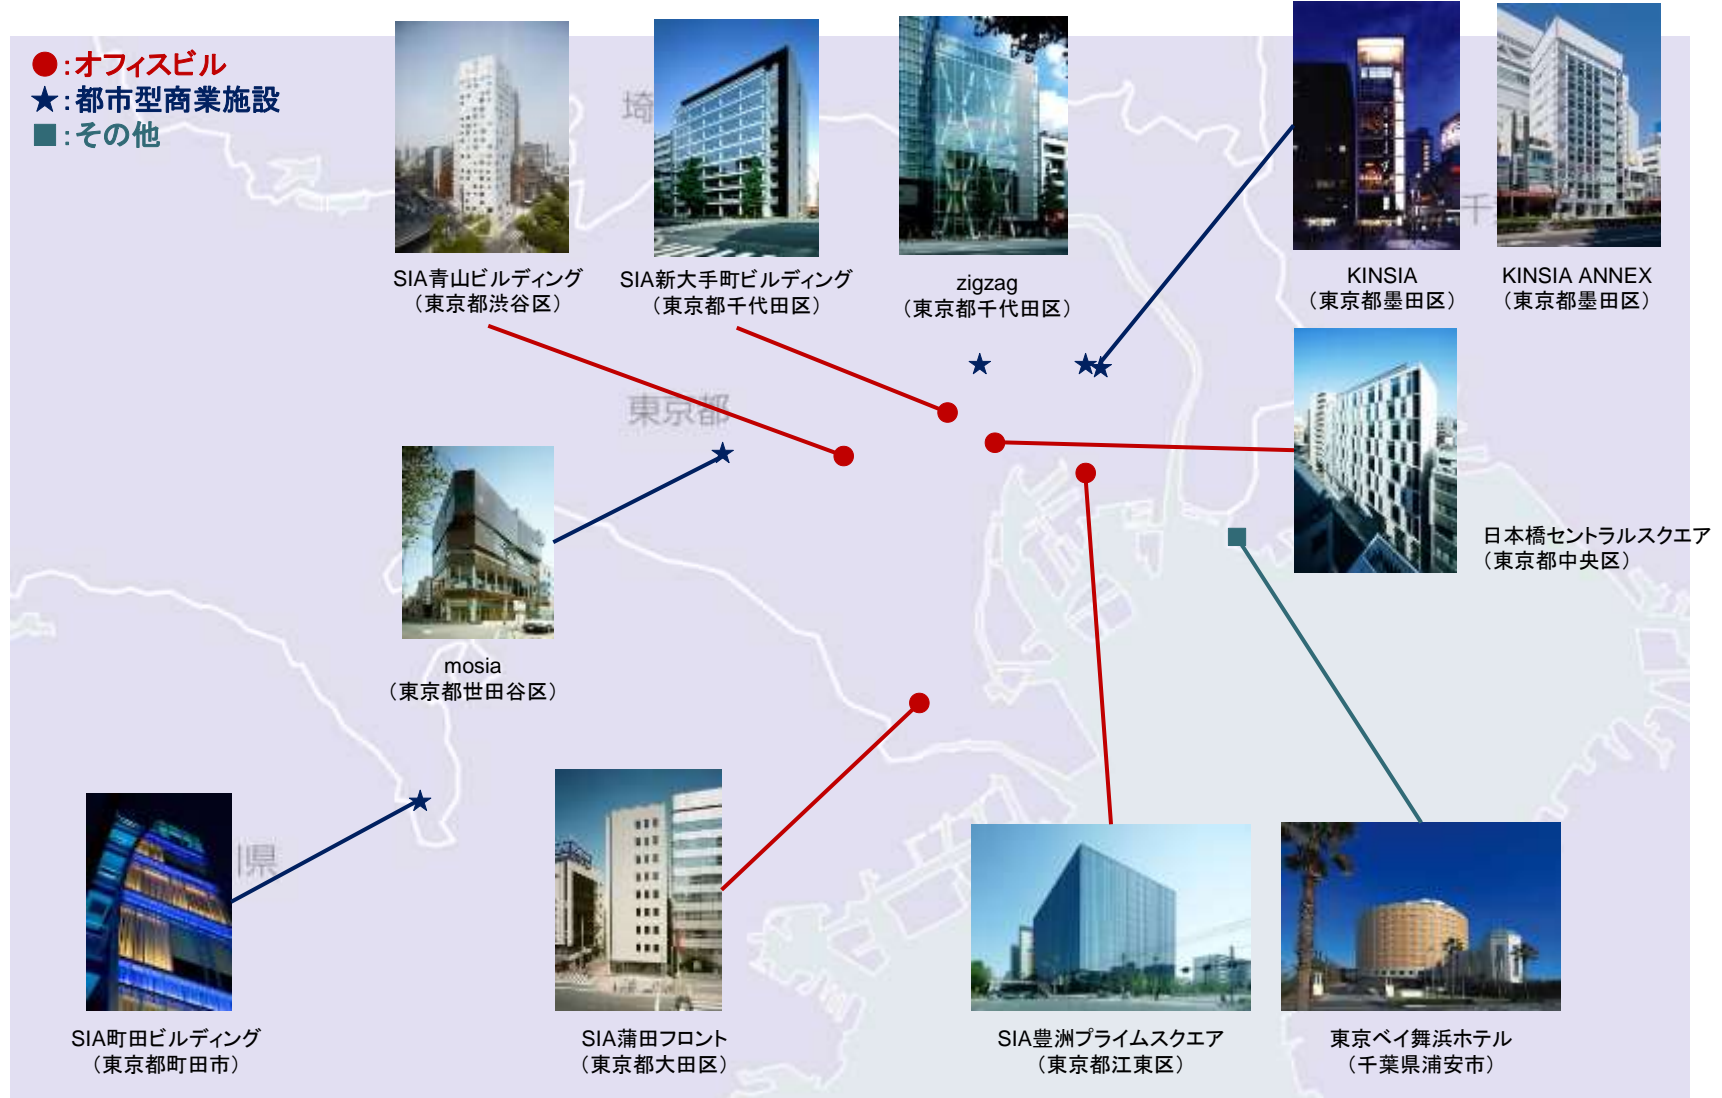 ●:オフィスビル
★:都市型商業施設
■:その他
埼
千
東京都
川県
SIA青山ビルディング
（東京都渋谷区）
SIA新大手町ビルディング
（東京都千代田区）
zigzag
（東京都千代田区）
KINSIA
（東京都墨田区）
KINSIA ANNEX
（東京都墨田区）
日本橋セントラルスクエア
（東京都中央区）
mosia
（東京都世田谷区）
SIA町田ビルディング
（東京都町田市）
SIA蒲田フロント
（東京都大田区）
SIA豊洲プライムスクエア
（東京都江東区）
東京ベイ舞浜ホテル
（千葉県浦安市）